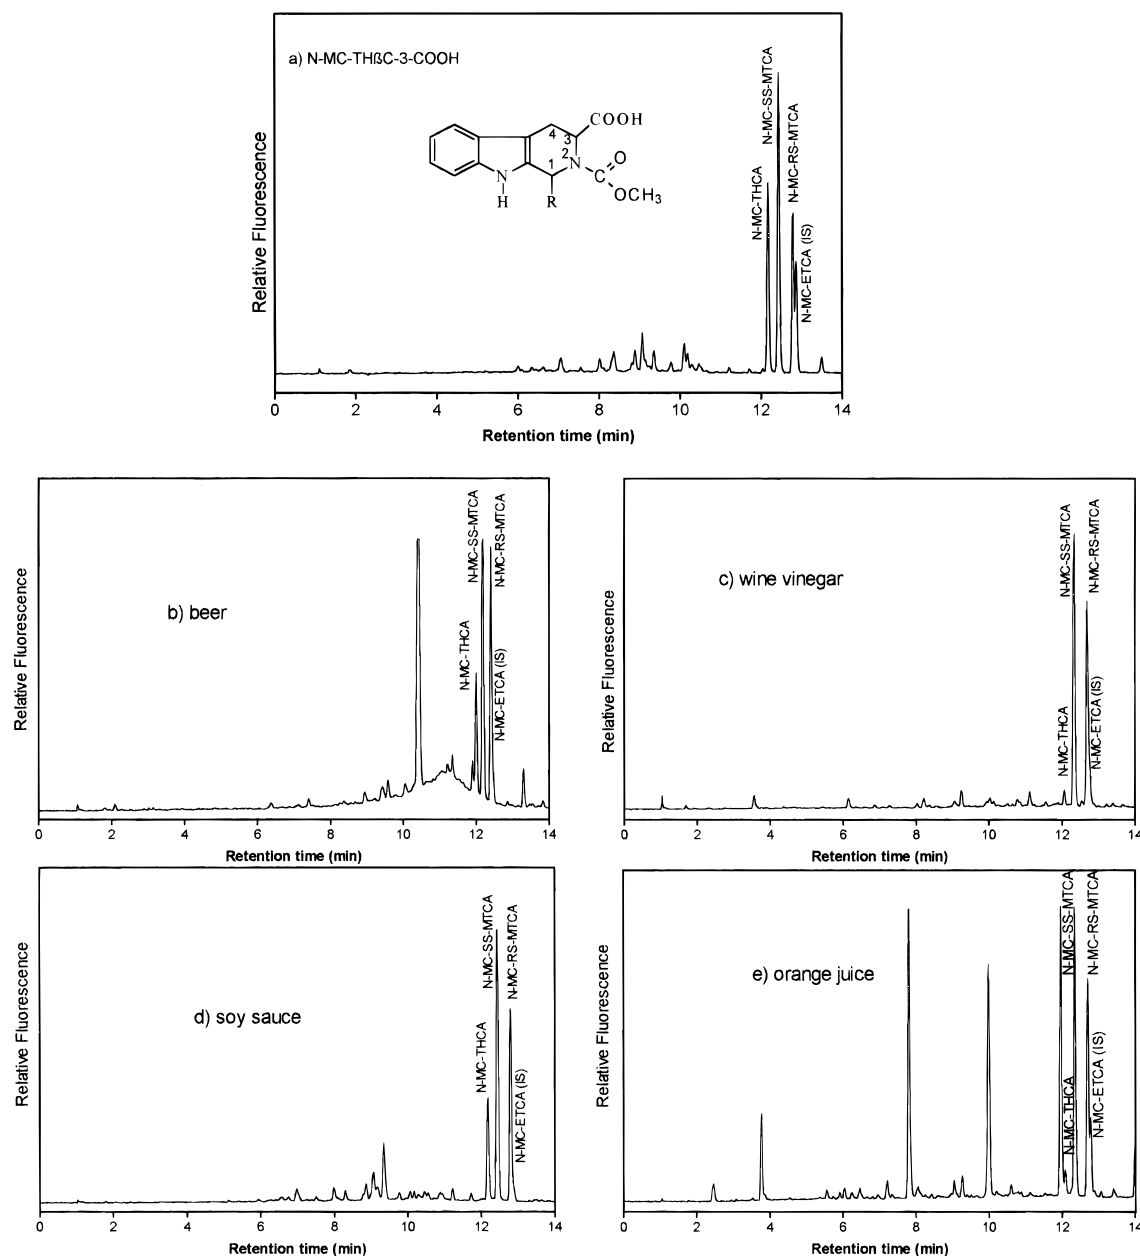 a) N-MC-THßC-3-COOH
COOH
4
3
2
N
1
O
C
OCH3
N
H
R
N-MC-THCA
N-MC-SS-MTCA
N-MC-RS-MTCA
N-MC-ETCA (IS)
Relative Fluorescence
0 2 4 6 8 10 12 14
Retention time (min)
b) beer
N-MC-THCA
N-MC-SS-MTCA
N-MC-RS-MTCA
N-MC-ETCA (IS)
Relative Fluorescence
0 2 4 6 8 10 12 14
Retention time (min)
c) wine vinegar
N-MC-THCA
N-MC-SS-MTCA
N-MC-RS-MTCA
N-MC-ETCA (IS)
Relative Fluorescence
0 2 4 6 8 10 12 14
Retention time (min)
d) soy sauce
N-MC-THCA
N-MC-SS-MTCA
N-MC-RS-MTCA
N-MC-ETCA (IS)
Relative Fluorescence
0 2 4 6 8 10 12 14
Retention time (min)
e) orange juice
N-MC-THCA
N-MC-SS-MTCA
N-MC-RS-MTCA
N-MC-ETCA (IS)
Relative Fluorescence
0 2 4 6 8 10 12 14
Retention time (min)